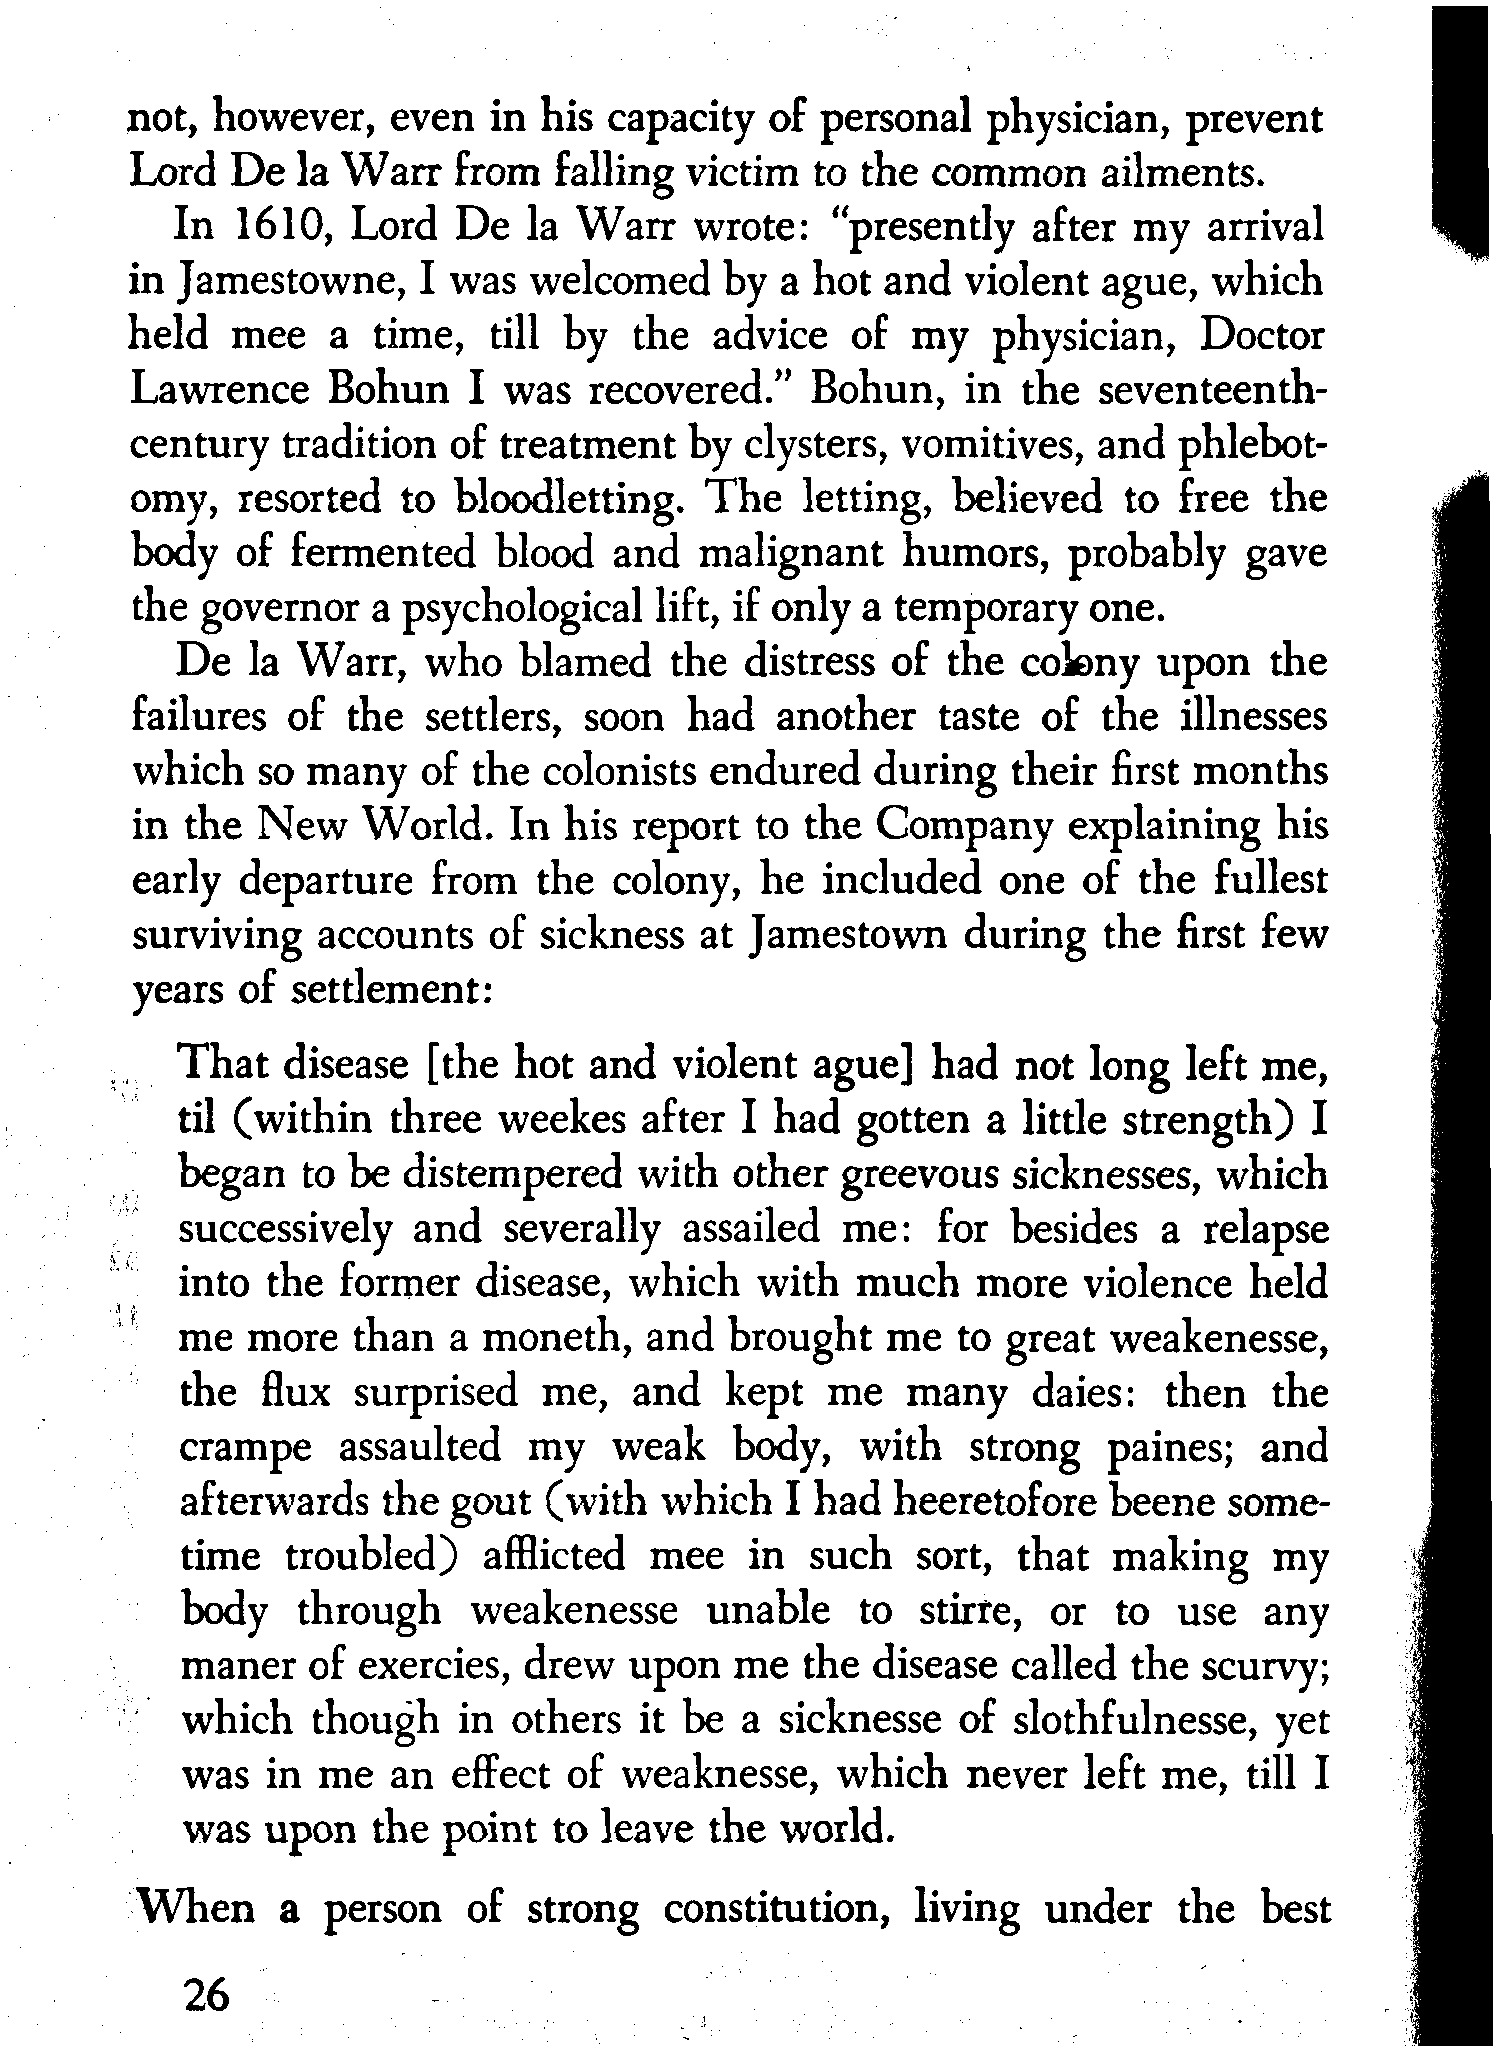 not, however, even in his capacity of personal physician, prevent
Lord De la Warr from falling victim to the common ailments.
In 1610, Lord De la Warr wrote: “presently after my arrival
in Jamestowne, I was welcomed by a hot and violent ague, which
held mee a time, till by the advice of my physician, Doctor
Lawrence Bohun I was recovered.” Bohun, in the seventeenth-
century tradition of treatment by clysters, vomitives, and phlebot-
omy, resorted to bloodletting. The letting, believed to free the
body of fermented blood and malignant humors, probably gave
the governor a psychological lift, if only a temporary one.
De la Warr, who blamed the distress of the colony upon the
failures of the settlers, soon had another taste of the illnesses
which so many of the colonists endured during their first months
in the New World. In his report to the Company explaining his
early departure from the colony, he included one of the fullest
surviving accounts of sickness at Jamestown during the first few
years of settlement:
That disease [the hot and violent ague] had not long left me,
til (within three weekes after I had gotten a little strength) I
began to be distempered with other greevous sicknesses, which
successively and severally assailed me: for besides a relapse
into the former disease, which with much more violence held
me more than a moneth, and brought me to great weakenesse,
the flux surprised me, and kept me many daies: then the
crampe assaulted my weak body, with strong paines; and
afterwards the gout (with which I had heeretofore beene some-
time troubled) afflicted mee in such sort, that making my
body through weakenesse unable to stirre, or to use any
maner of exercies, drew upon me the disease called the scurvy;
which though in others it be a sicknesse of slothfulnesse, yet
was in me an effect of weaknesse, which never left me, till I
was upon the point to leave the world.
When a person of strong constitution, living under the best
26